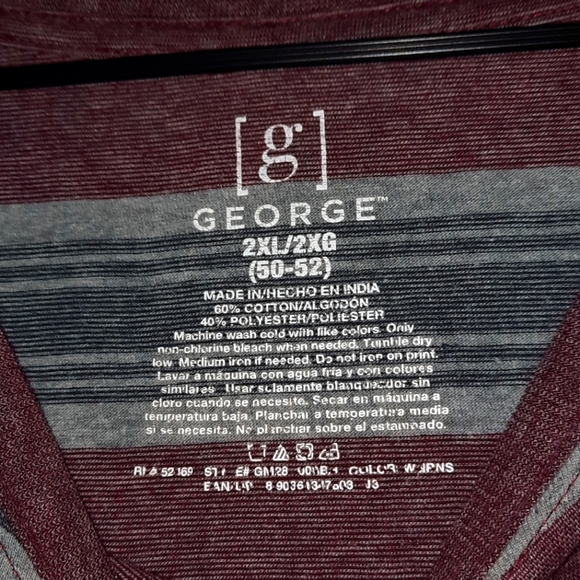 [g]
GEORGE™
2XL/2XG
(50-52)
MADE IN/HECHO EN INDIA
60% COTTON/ALGODÓN
40% POLYESTER/POLIESTER
Machine wash cold with like colors. Only
non-chlorine bleach when needed. Tumble dry
low. Medium iron if needed. Do not iron on print.
Lavar a máquina con agua fría y con colores
similares. Usar solamente blanqueador sin
cloro cuando se necesite. Secar en máquina a
temperatura baja. Planchar a temperatura media
si se necesita. No planchar sobre el estampado.
COLOR: